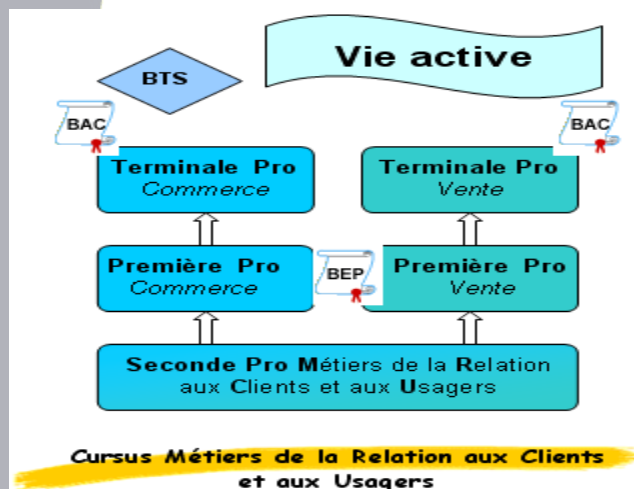 Vie active
BTS
BAC
BAC
Terminale Pro
Commerce
Terminale Pro
Vente
Première Pro
Commerce
BEP
Première Pro
Vente
Seconde Pro Métiers de la Relation
aux Clients et aux Usagers
Cursus Métiers de la Relation aux Clients
et aux Usagers